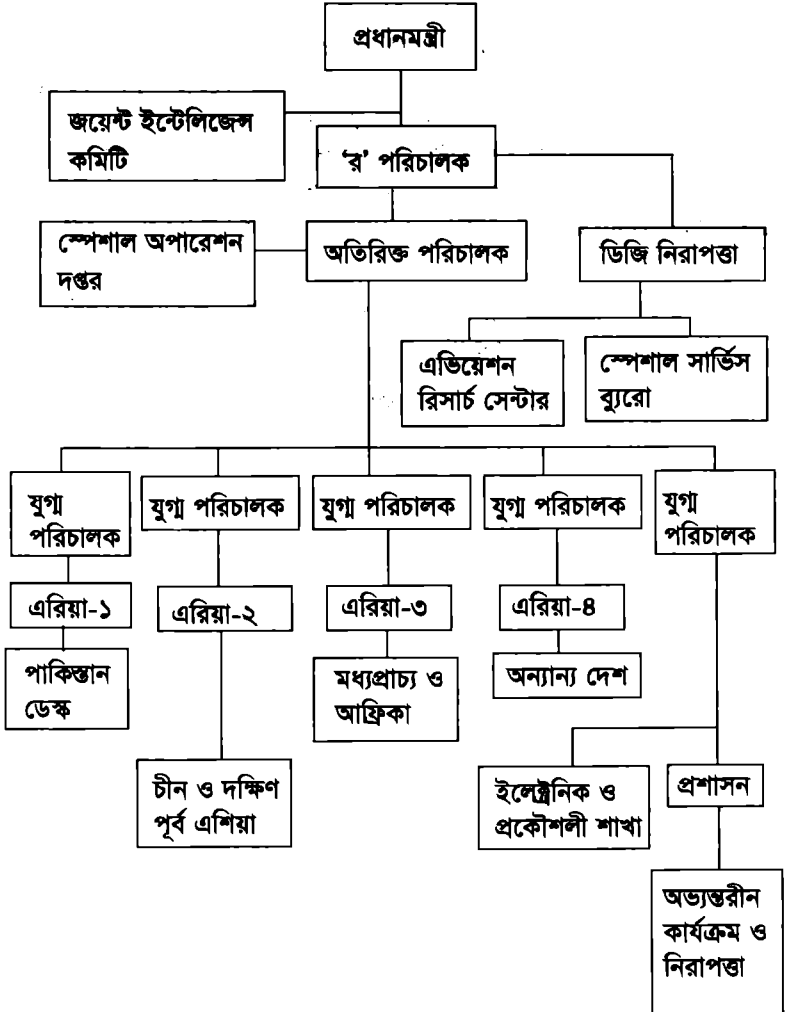 প্রধানমন্ত্রী
জয়েন্ট ইন্টেলিজেন্স
কমিটি
‘র’ পরিচালক
স্পেশাল অপারেশন
দপ্তর
অতিরিক্ত পরিচালক
ডিজি নিরাপত্তা
এভিয়েশন
রিসার্চ সেন্টার
স্পেশাল সার্ভিস
ব্যুরো
যুগ্ম
পরিচালক
যুগ্ম পরিচালক
যুগ্ম পরিচালক
যুগ্ম পরিচালক
যুগ্ম
পরিচালক
এরিয়া-১
এরিয়া-২
এরিয়া-৩
এরিয়া-৪
পাকিস্তান
ডেস্ক
মধ্যপ্রাচ্য ও
আফ্রিকা
অন্যান্য দেশ
চীন ও দক্ষিণ
পূর্ব এশিয়া
ইলেক্ট্রনিক ও
প্রকৌশলী শাখা
প্রশাসন
অভ্যন্তরীন
কার্যক্রম ও
নিরাপত্তা